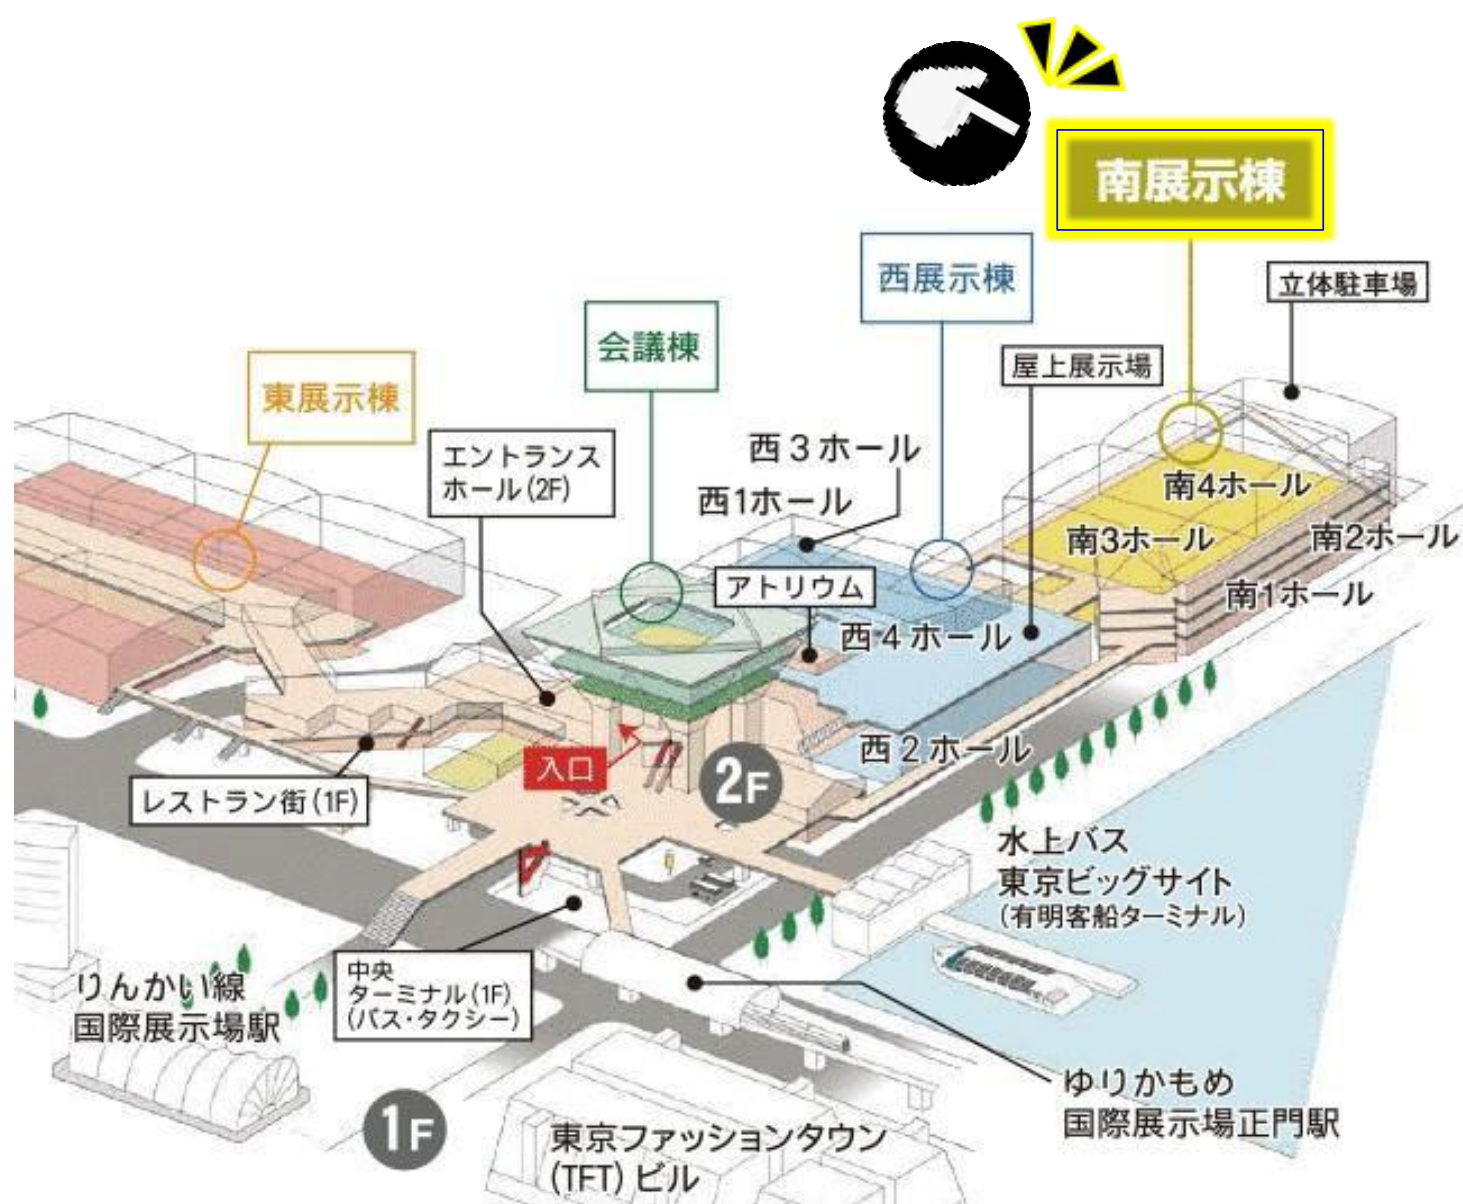 南展示棟
西展示棟
立体駐車場
会議棟
屋上展示場
東展示棟
エントランス
ホール(2F)
西３ホール
西1ホール
南4ホール
南3ホール
南2ホール
アトリウム
南1ホール
西４ホール
西２ホール
入口
2F
レストラン街(1F)
水上バス
東京ビッグサイト
(有明客船ターミナル)
りんかい線
国際展示場駅
中央
ターミナル(1F)
(バス・タクシー)
ゆりかもめ
国際展示場正門駅
1F
東京ファッションタウン
(TFT)ビル